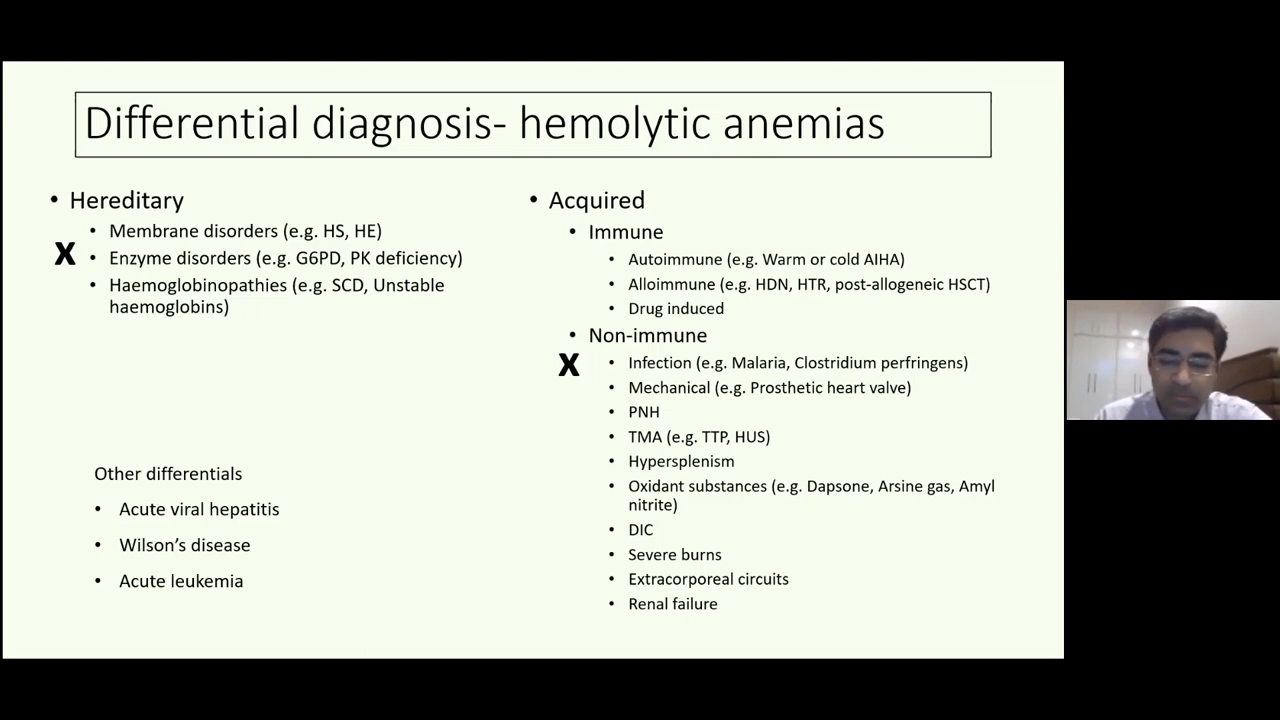 Differential diagnosis- hemolytic anemias
• Hereditary
• Membrane disorders (e.g. HS, HE)
X
• Enzyme disorders (e.g. G6PD, PK deficiency)
• Haemoglobinopathies (e.g. SCD, Unstable
haemoglobins)
Other differentials
• Acute viral hepatitis
• Wilson’s disease
• Acute leukemia
• Acquired
• Immune
• Autoimmune (e.g. Warm or cold AIHA)
• Alloimmune (e.g. HDN, HTR, post-allogeneic HSCT)
• Drug induced
• Non-immune
X
• Infection (e.g. Malaria, Clostridium perfringens)
• Mechanical (e.g. Prosthetic heart valve)
• PNH
• TMA (e.g. TTP, HUS)
• Hypersplenism
• Oxidant substances (e.g. Dapsone, Arsine gas, Amyl
nitrite)
• DIC
• Severe burns
• Extracorporeal circuits
• Renal failure